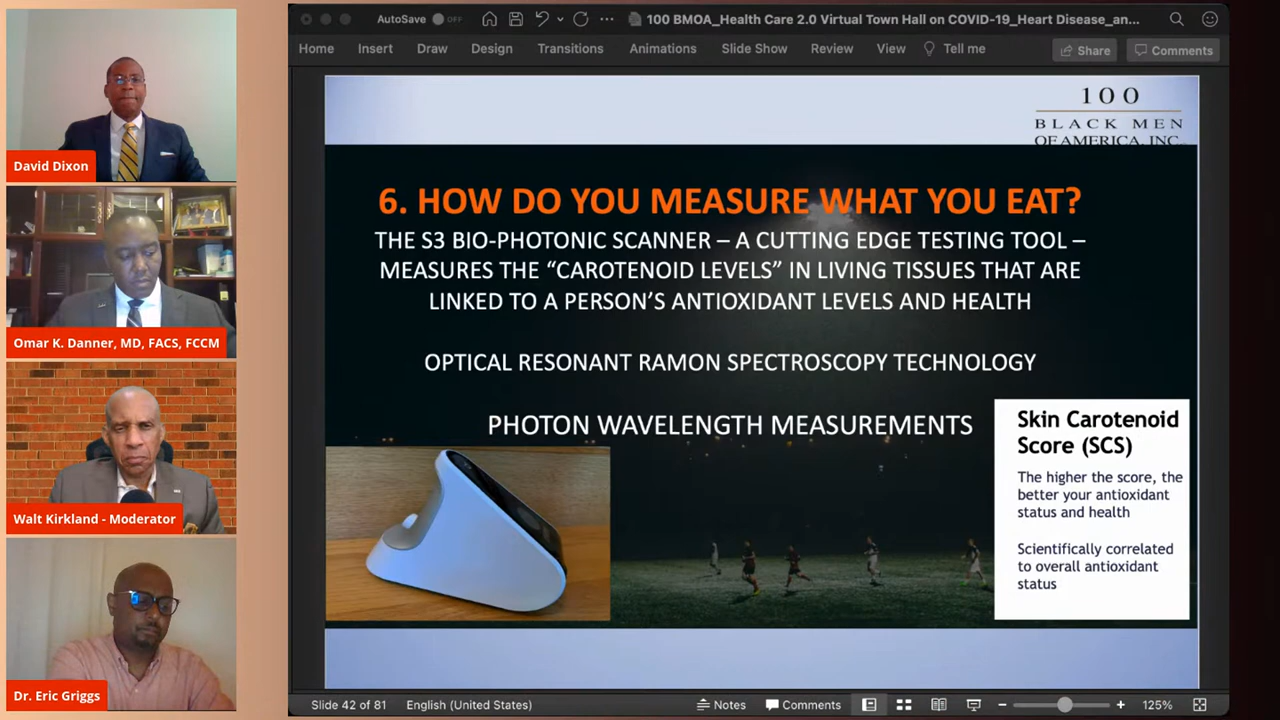 AutoSave OFF
100 BMOA_Health Care 2.0 Virtual Town Hall on COVID-19_Heart Disease_an...
Home Insert Draw Design Transitions Animations Slide Show Review View Tell me Share Comments
100
BLACK MEN
OF AMERICA, INC.
6. HOW DO YOU MEASURE WHAT YOU EAT?
THE S3 BIO-PHOTONIC SCANNER – A CUTTING EDGE TESTING TOOL –
MEASURES THE “CAROTENOID LEVELS” IN LIVING TISSUES THAT ARE
LINKED TO A PERSON’S ANTIOXIDANT LEVELS AND HEALTH
OPTICAL RESONANT RAMON SPECTROSCOPY TECHNOLOGY
PHOTON WAVELENGTH MEASUREMENTS
Skin Carotenoid
Score (SCS)
The higher the score, the
better your antioxidant
status and health
Scientifically correlated
to overall antioxidant
status
David Dixon
Omar K. Danner, MD, FACS, FCCM
Walt Kirkland - Moderator
Dr. Eric Griggs
Slide 42 of 81 English (United States) Notes Comments 125%